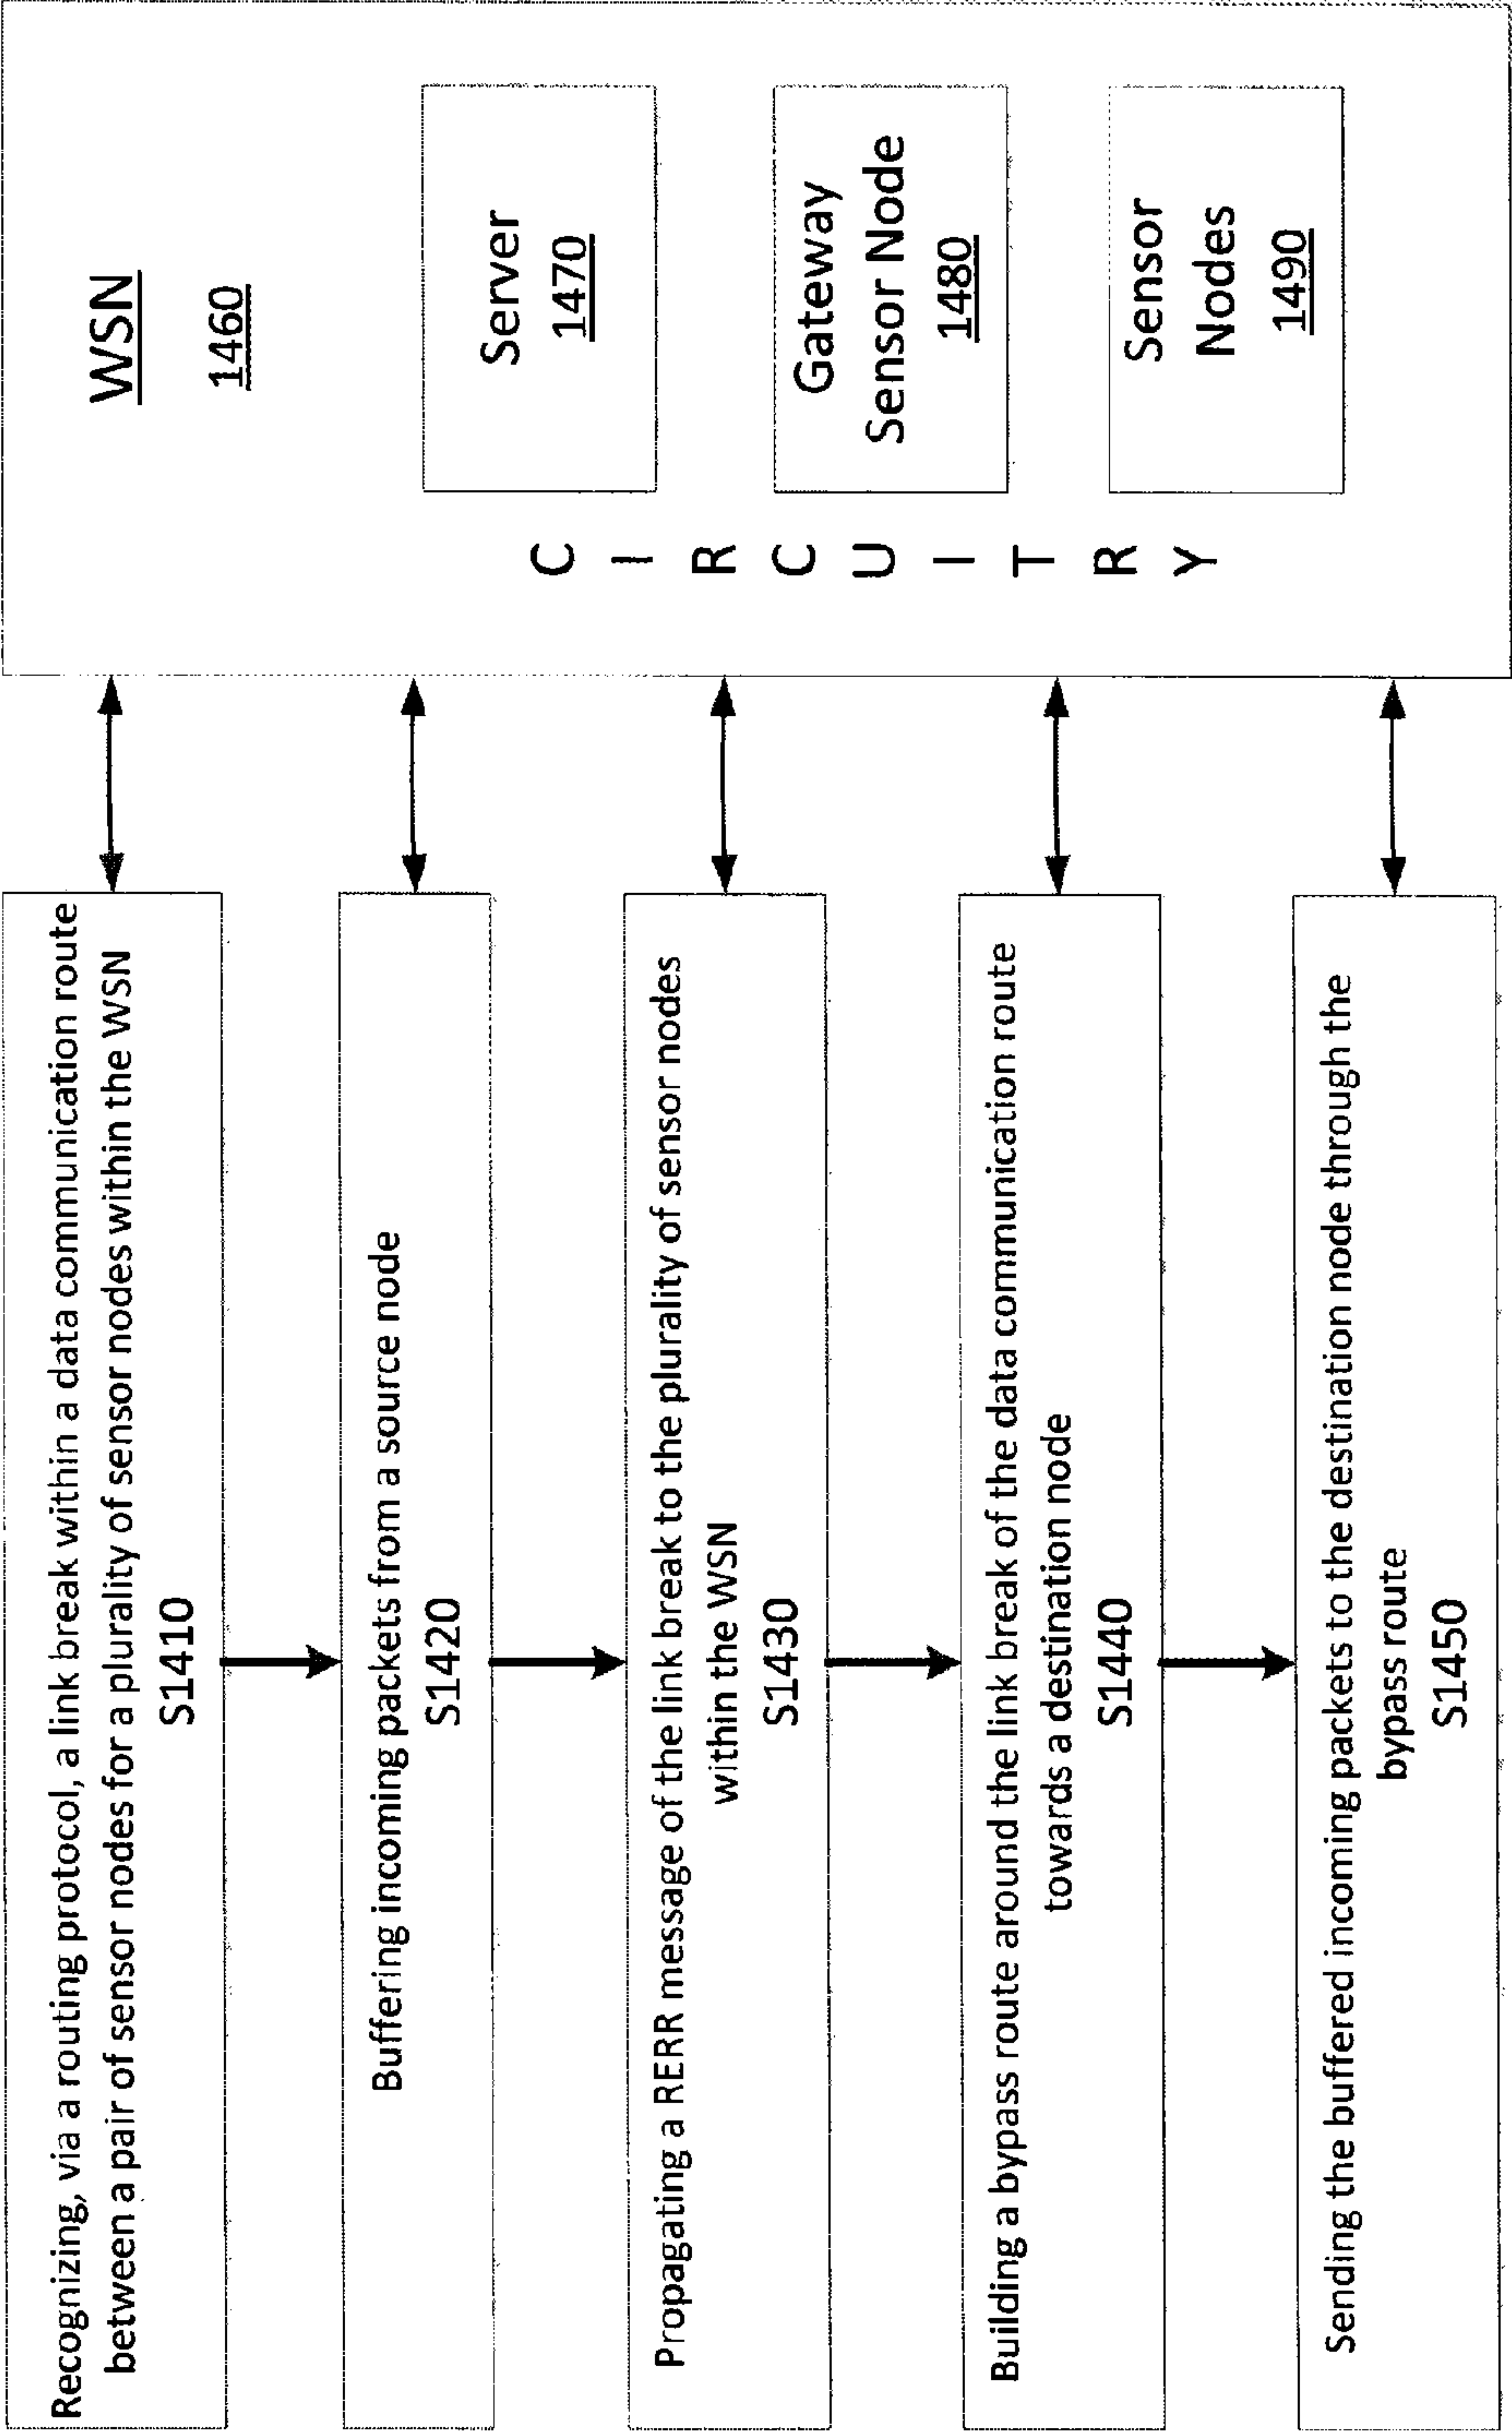 Recognizing, via a routing protocol, a link break within a data communication route
between a pair of sensor nodes for a plurality of sensor nodes within the WSN
S1410
Buffering incoming packets from a source node
S1420
Propagating a RERR message of the link break to the plurality of sensor nodes
within the WSN
S1430
Building a bypass route around the link break of the data communication route
towards a destination node
S1440
Sending the buffered incoming packets to the destination node through the
bypass route
S1450
WSN
1460
CIRCUITRY
Server
1470
Gateway
Sensor Node
1480
Sensor
Nodes
1490